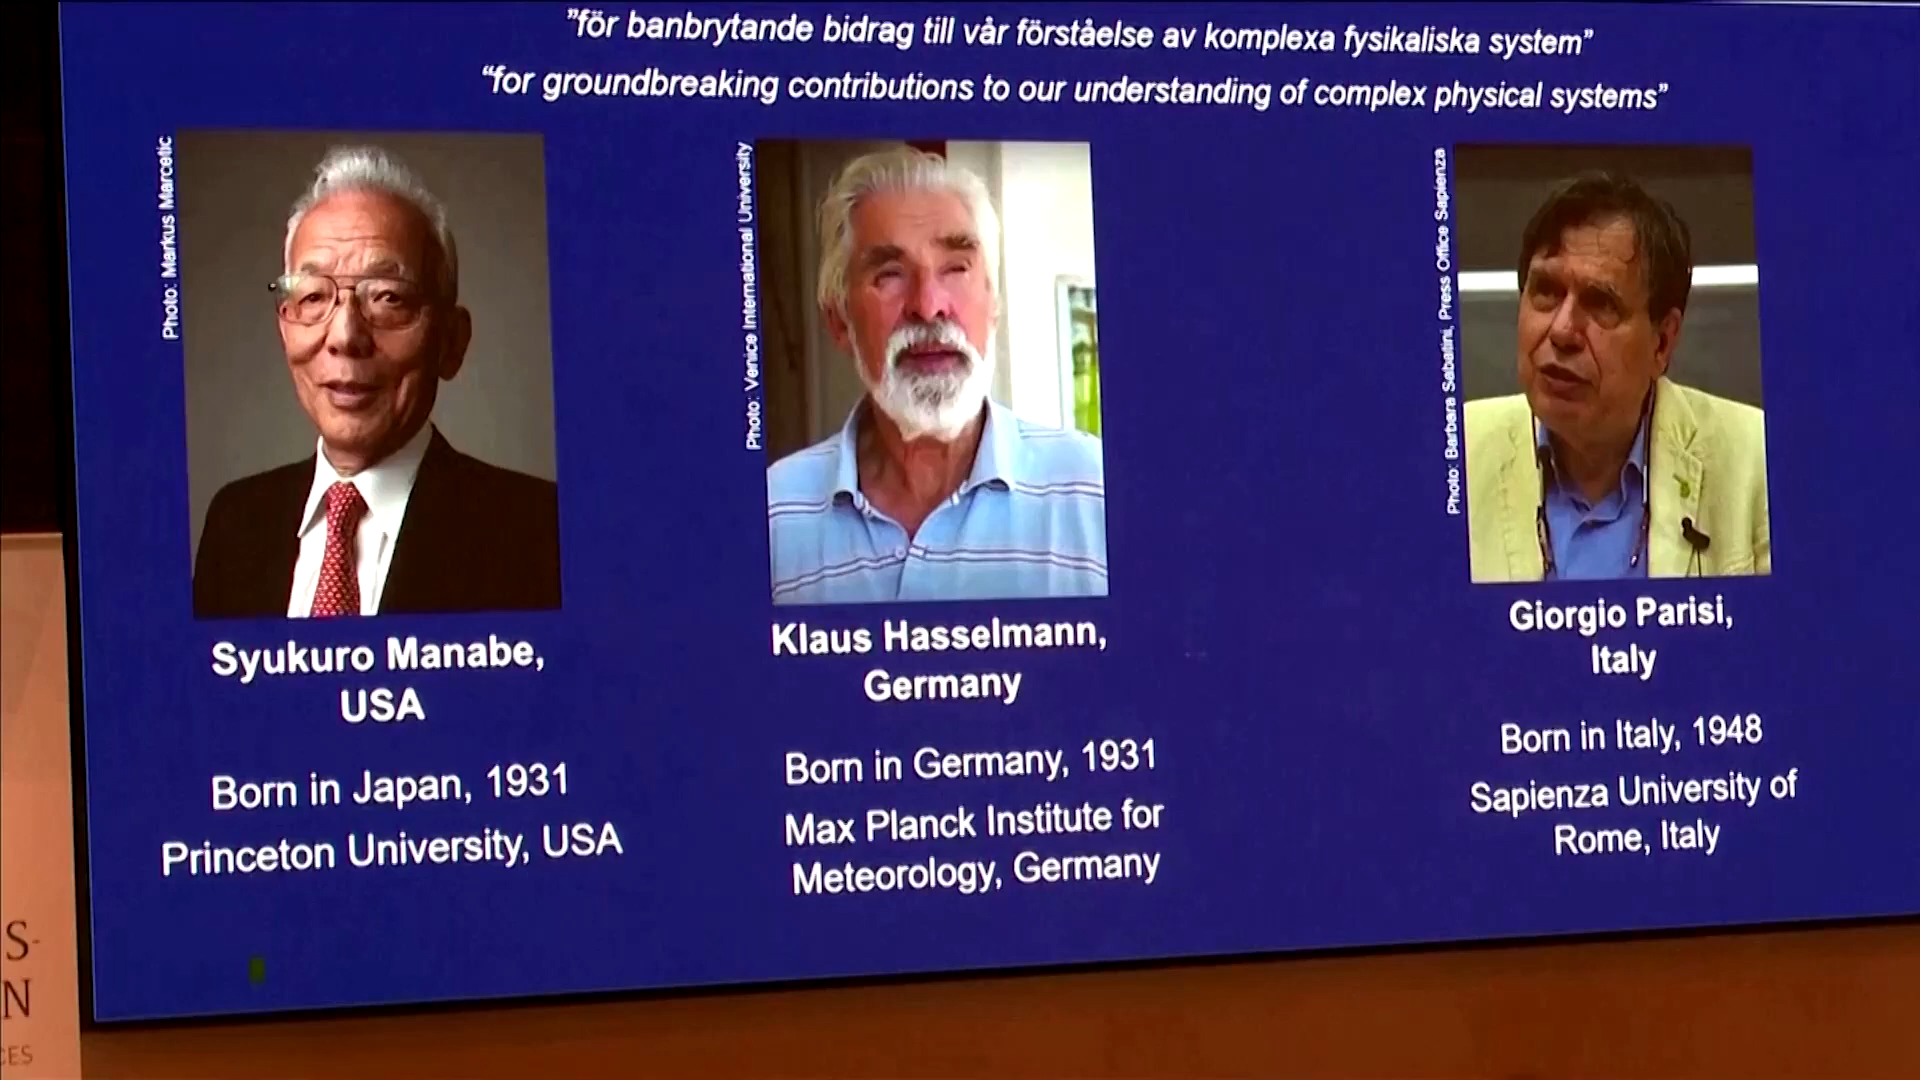 ”för banbrytande bidrag till vår förståelse av komplexa fysikaliska system”
“for groundbreaking contributions to our understanding of complex physical systems”
Photo: Markus Marcetic
Photo: Venice International University
Photo: Barbara Sabatini, Press Office Sapienza
Syukuro Manabe,
USA
Born in Japan, 1931
Princeton University, USA
Klaus Hasselmann,
Germany
Born in Germany, 1931
Max Planck Institute for
Meteorology, Germany
Giorgio Parisi,
Italy
Born in Italy, 1948
Sapienza University of
Rome, Italy
S-
N
CES